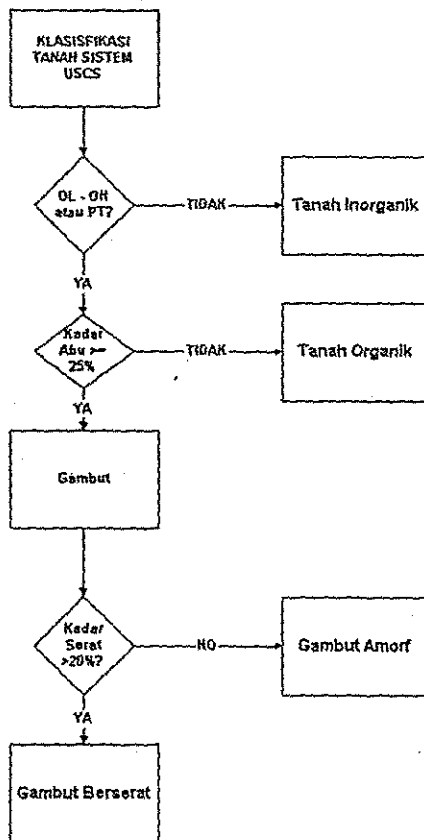 KLASISFIKASI
TANAH SISTEM
USCS
OL - OH
atau PT?
TIDAK
Tanah Inorganik
YA
Kadar
Abu >=
25%
TIDAK
Tanah Organik
YA
Gambut
Kadar
Serat
>20%?
NO
Gambut Amorf
YA
Gambut Berserat